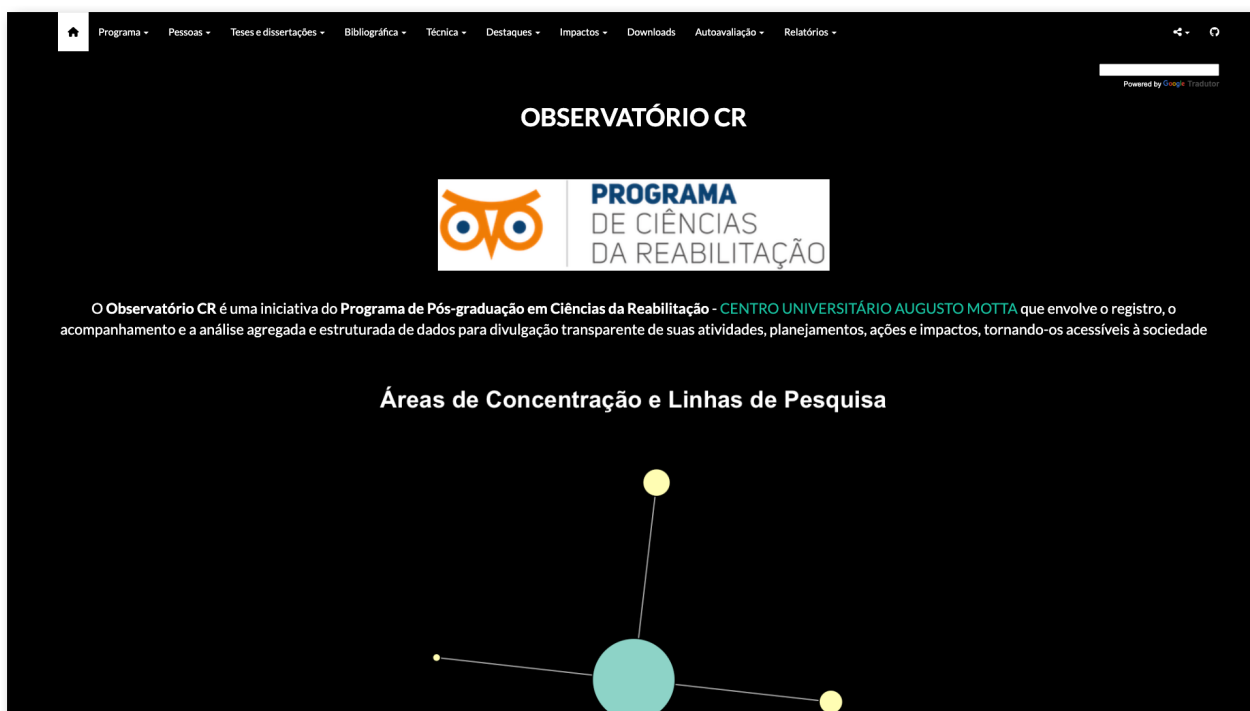 Programa Pessoas Teses e dissertações Bibliográfica Técnica Destaques Impactos Downloads Autoavaliação Relatórios
Powered by Google Tradutor
OBSERVATÓRIO CR
PROGRAMA
DE CIÊNCIAS
DA REABILITAÇÃO
O Observatório CR é uma iniciativa do Programa de Pós-graduação em Ciências da Reabilitação - CENTRO UNIVERSITÁRIO AUGUSTO MOTTA que envolve o registro, o
acompanhamento e a análise agregada e estruturada de dados para divulgação transparente de suas atividades, planejamentos, ações e impactos, tornando-os acessíveis à sociedade
Áreas de Concentração e Linhas de Pesquisa